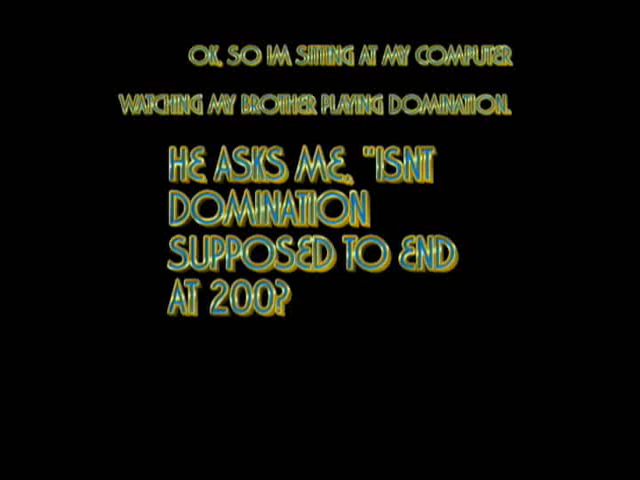 OK, SO IM SITTING AT MY COMPUTER
WATCHING MY BROTHER PLAYING DOMINATION.
HE ASKS ME, "ISNT
DOMINATION
SUPPOSED TO END
AT 200?